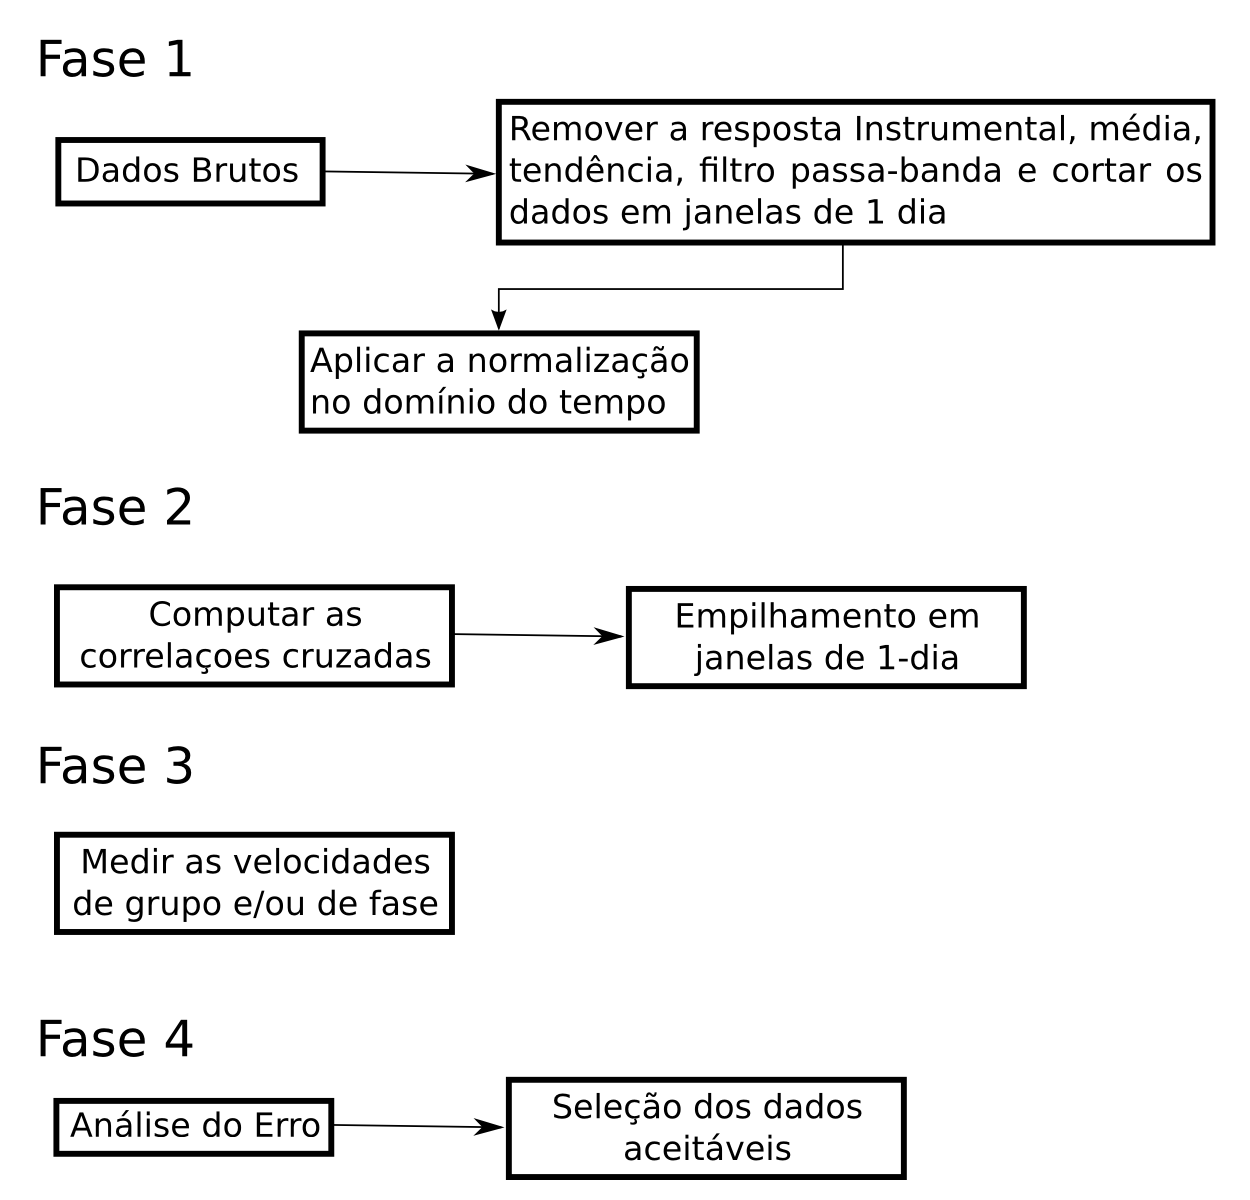 Fase 1
Dados Brutos
Remover a resposta Instrumental, média,
tendência, filtro passa-banda e cortar os
dados em janelas de 1 dia
Aplicar a normalização
no domínio do tempo
Fase 2
Computar as
correlaçoes cruzadas
Empilhamento em
janelas de 1-dia
Fase 3
Medir as velocidades
de grupo e/ou de fase
Fase 4
Análise do Erro
Seleção dos dados
aceitáveis